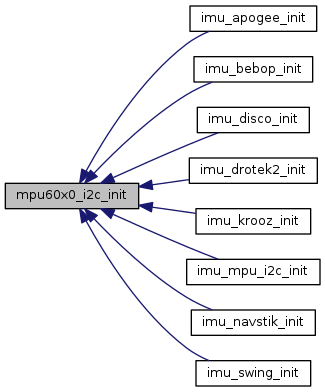 imu_apogee_init
imu_bebop_init
imu_disco_init
imu_drotek2_init
mpu60x0_i2c_init
imu_krooz_init
imu_mpu_i2c_init
imu_navstik_init
imu_swing_init